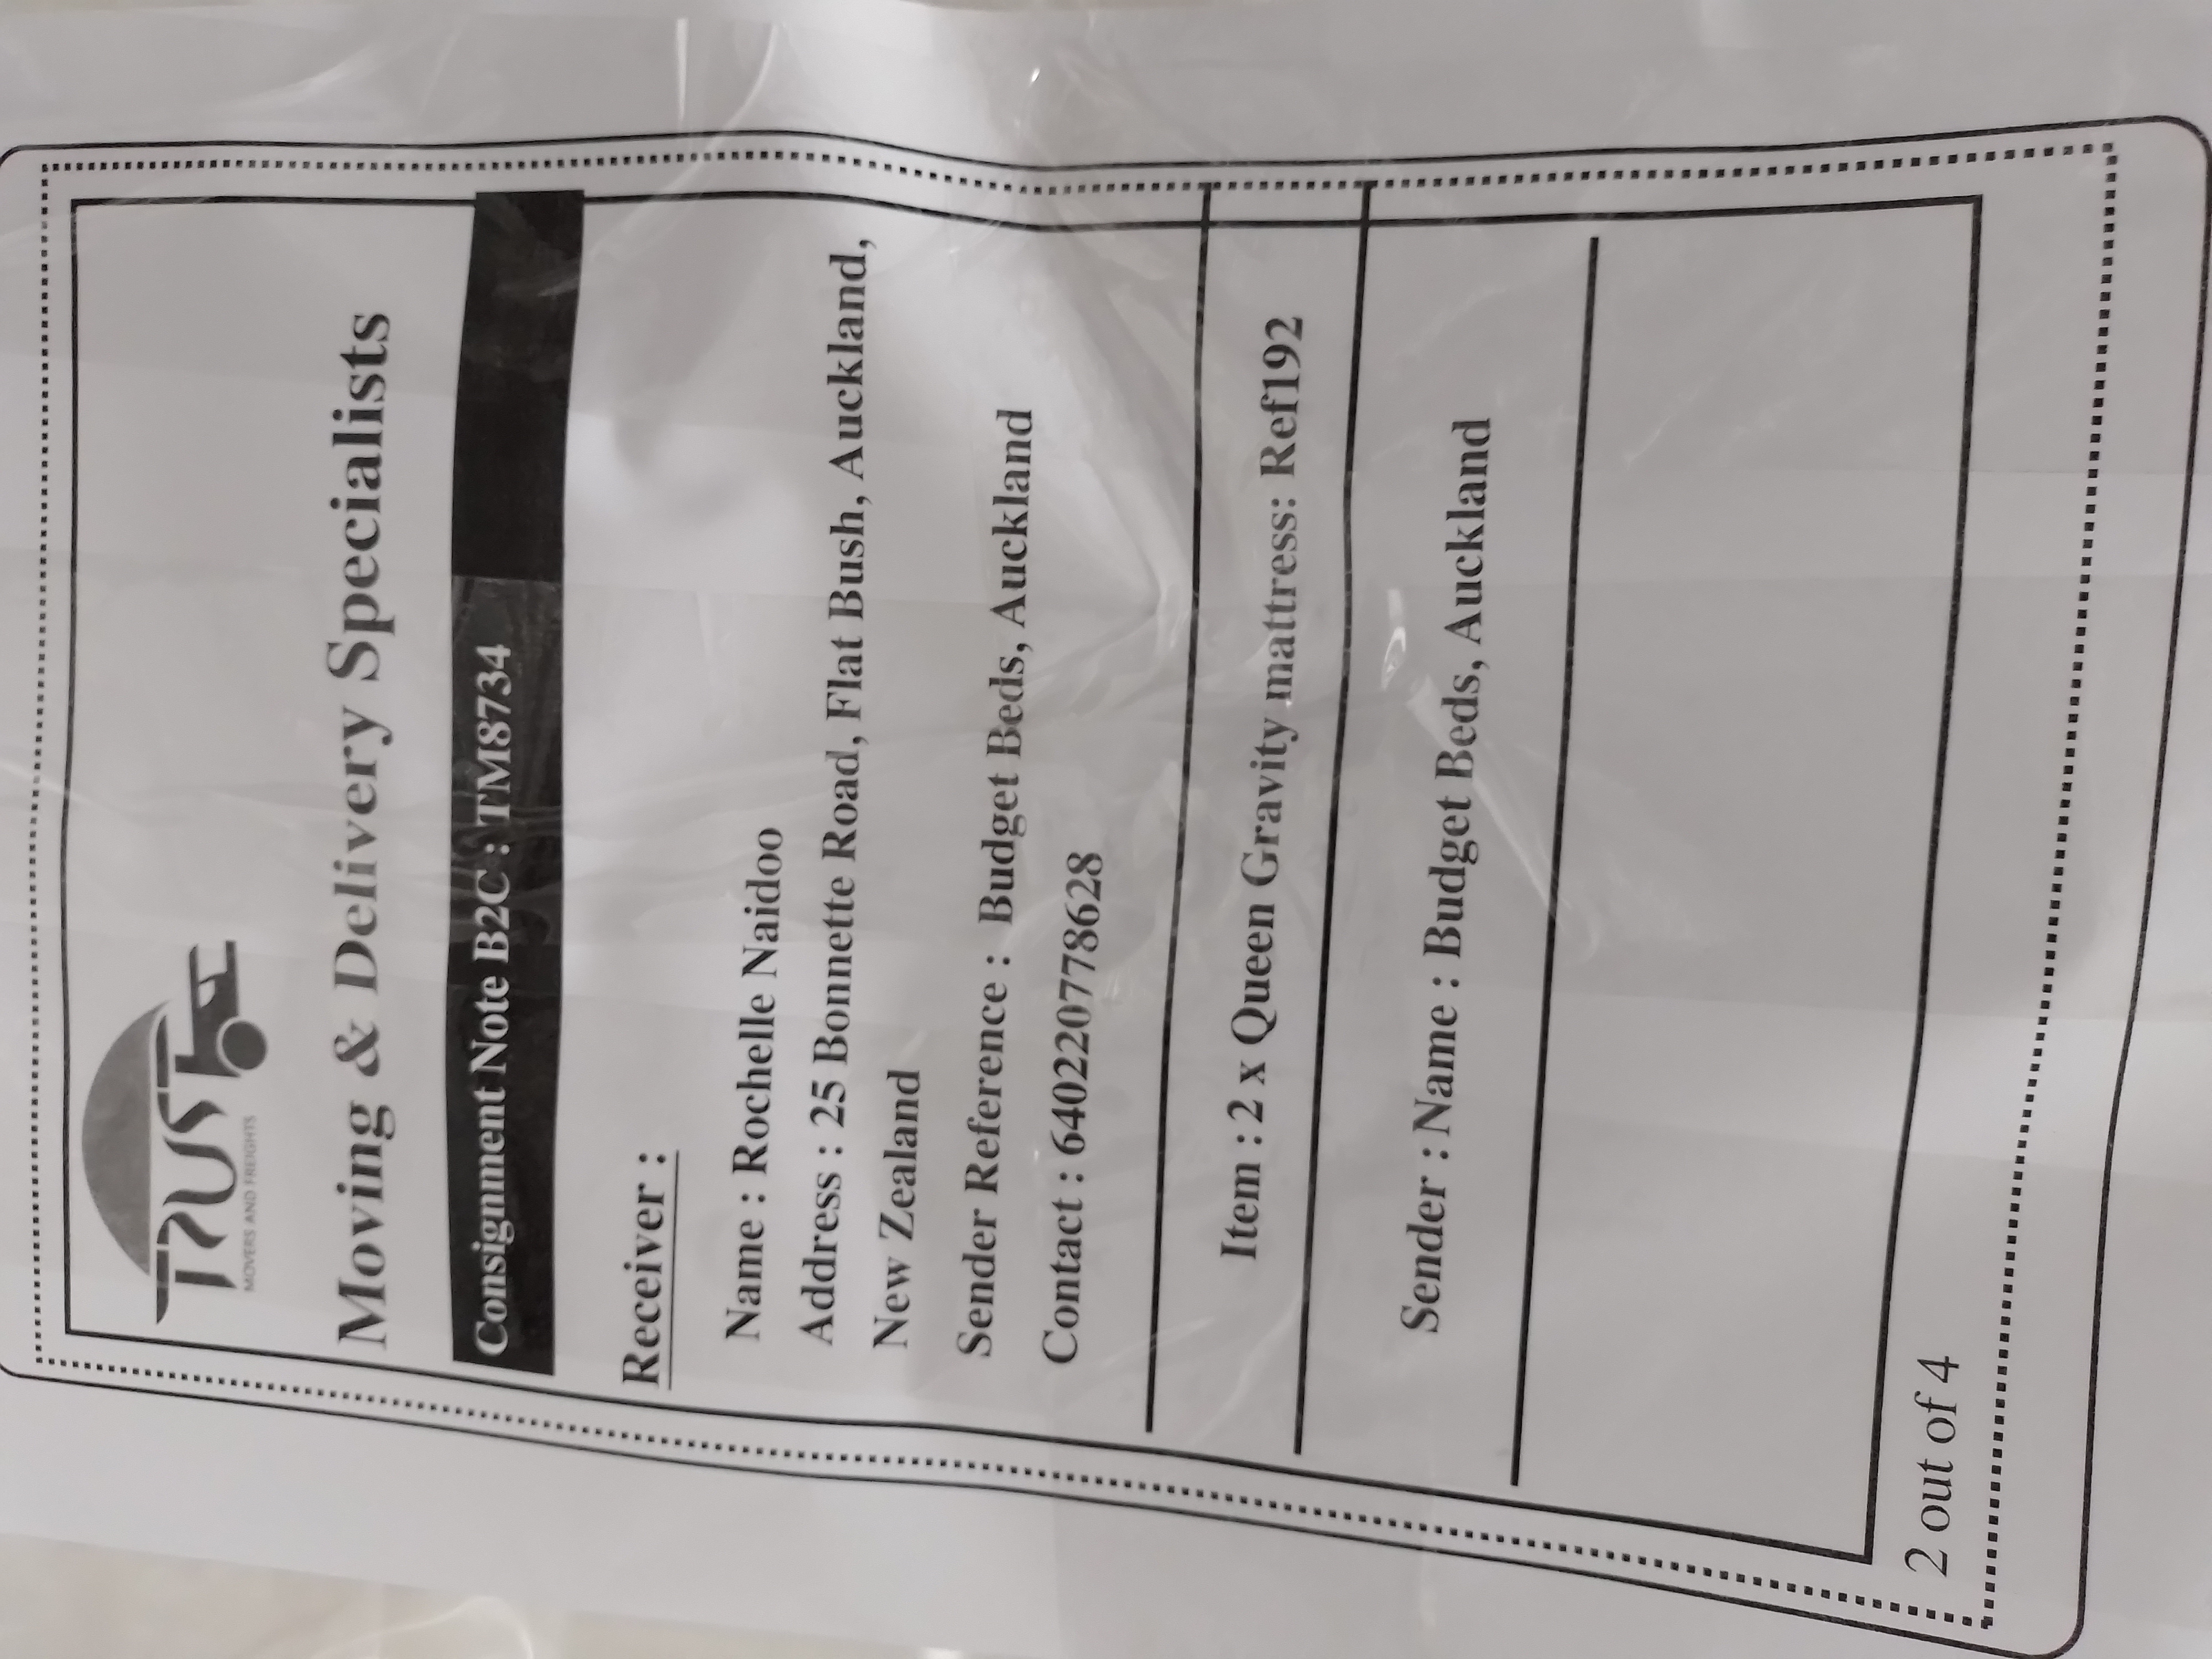 TRUST
MOVERS AND FREIGHTS
Moving & Delivery Specialists
Consignment Note B2C : TM8734
Receiver :
Name : Rochelle Naidoo
Address : 25 Bonnette Road, Flat Bush, Auckland,
New Zealand
Sender Reference : Budget Beds, Auckland
Contact : 640220778628
Item : 2 x Queen Gravity mattress: Ref192
Sender : Name : Budget Beds, Auckland
2 out of 4